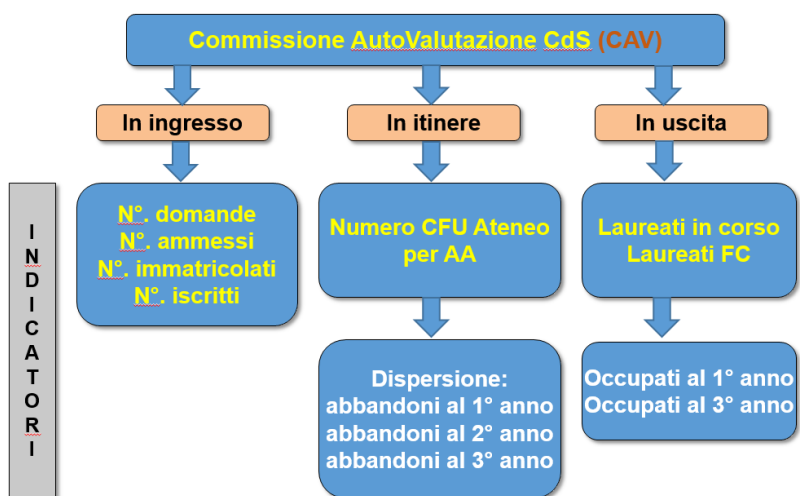 Commissione AutoValutazione CdS (CAV)
In ingresso
In itinere
In uscita
INDICATORI
N°. domande
N°. ammessi
N°. immatricolati
N°. iscritti
Numero CFU Ateneo
per AA
Laureati in corso
Laureati FC
Dispersione:
abbandoni al 1° anno
abbandoni al 2° anno
abbandoni al 3° anno
Occupati al 1° anno
Occupati al 3° anno